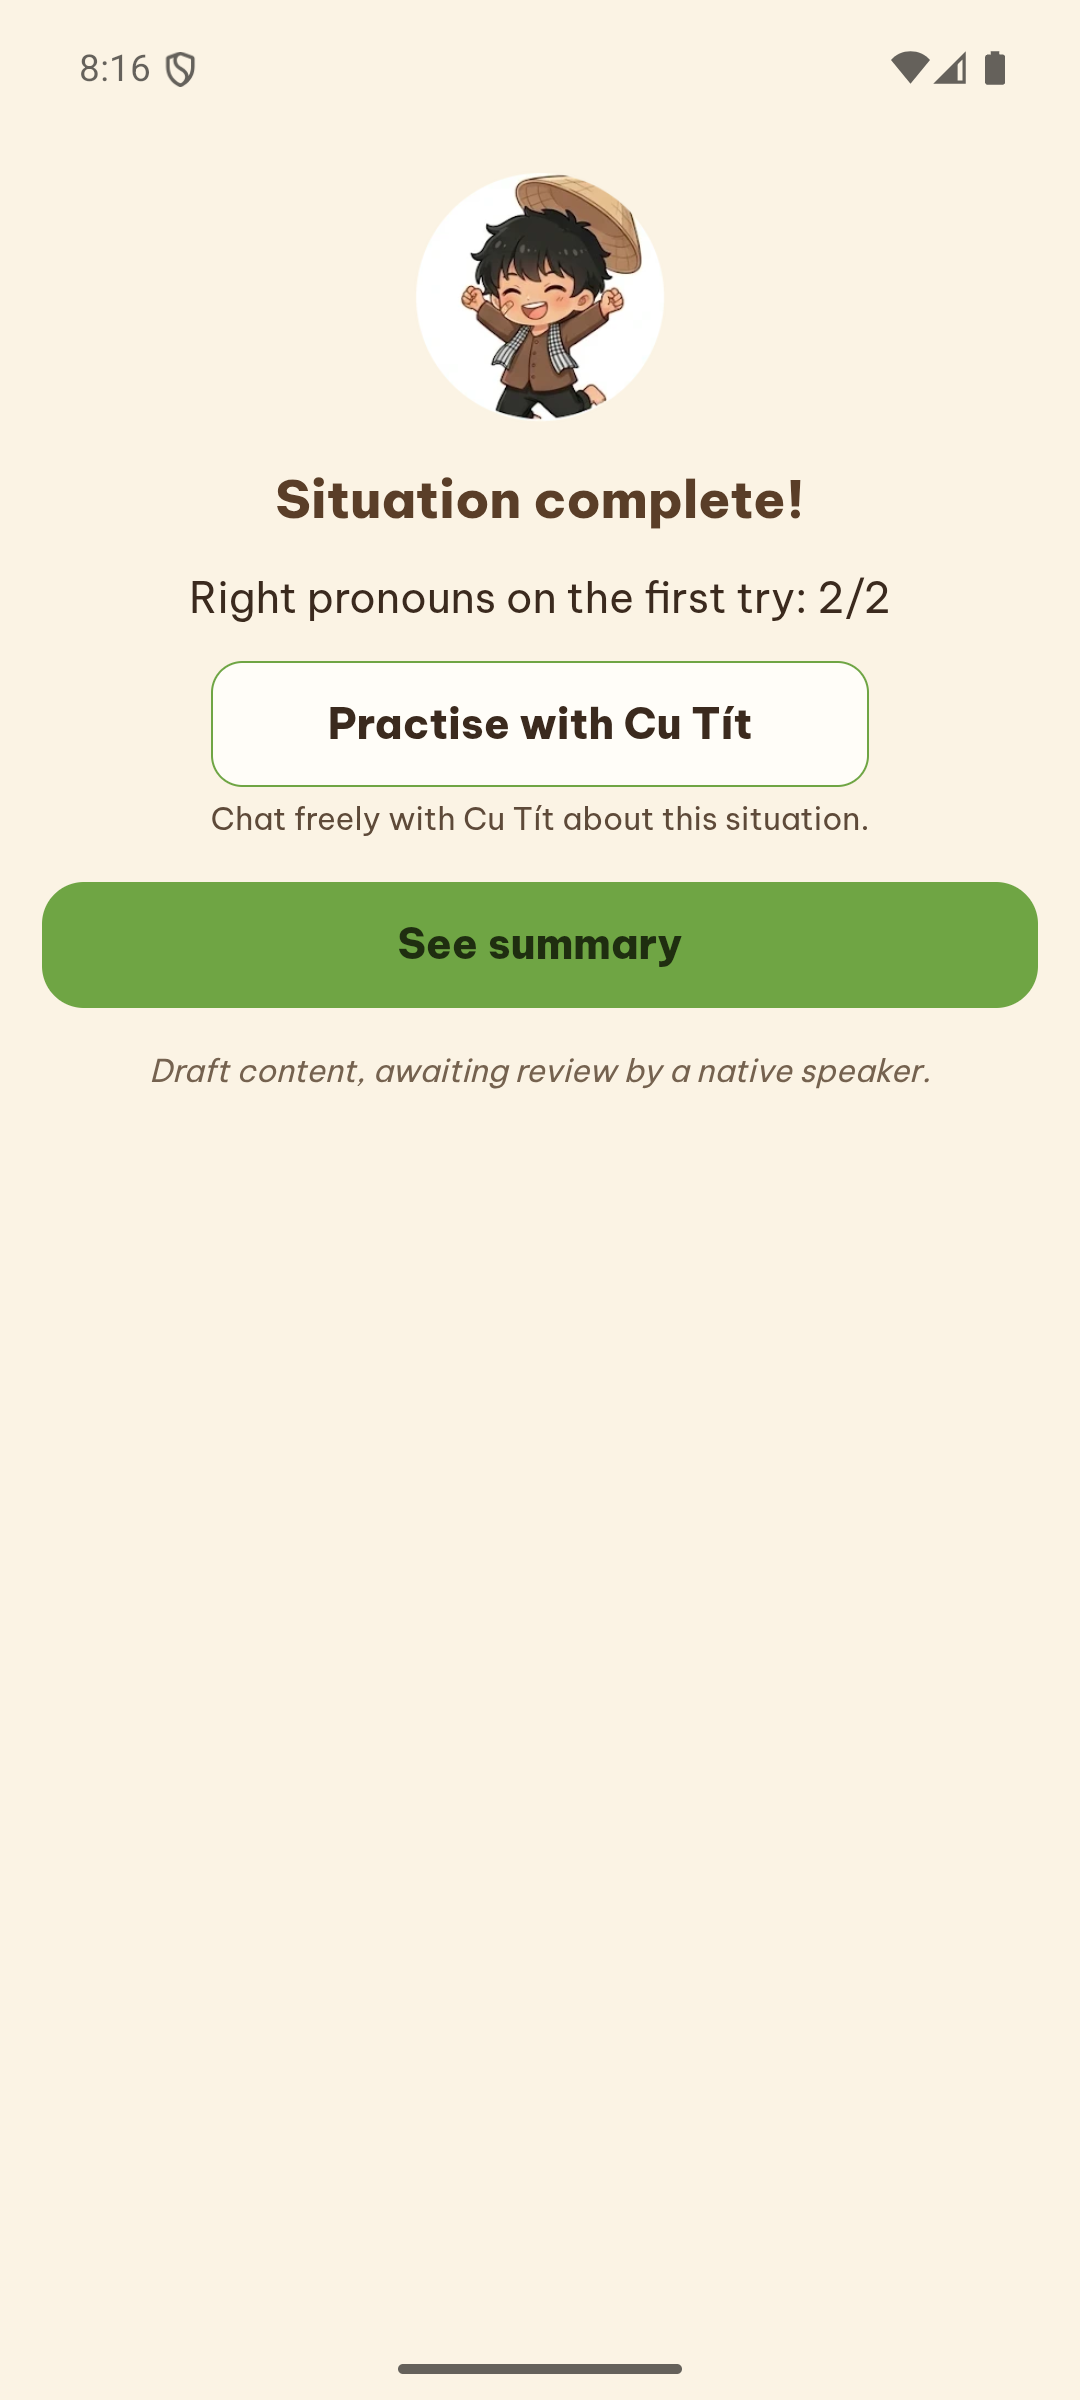 8:16
Situation complete!
Right pronouns on the first try: 2/2
Practise with Cu Tít
Chat freely with Cu Tít about this situation.
See summary
Draft content, awaiting review by a native speaker.